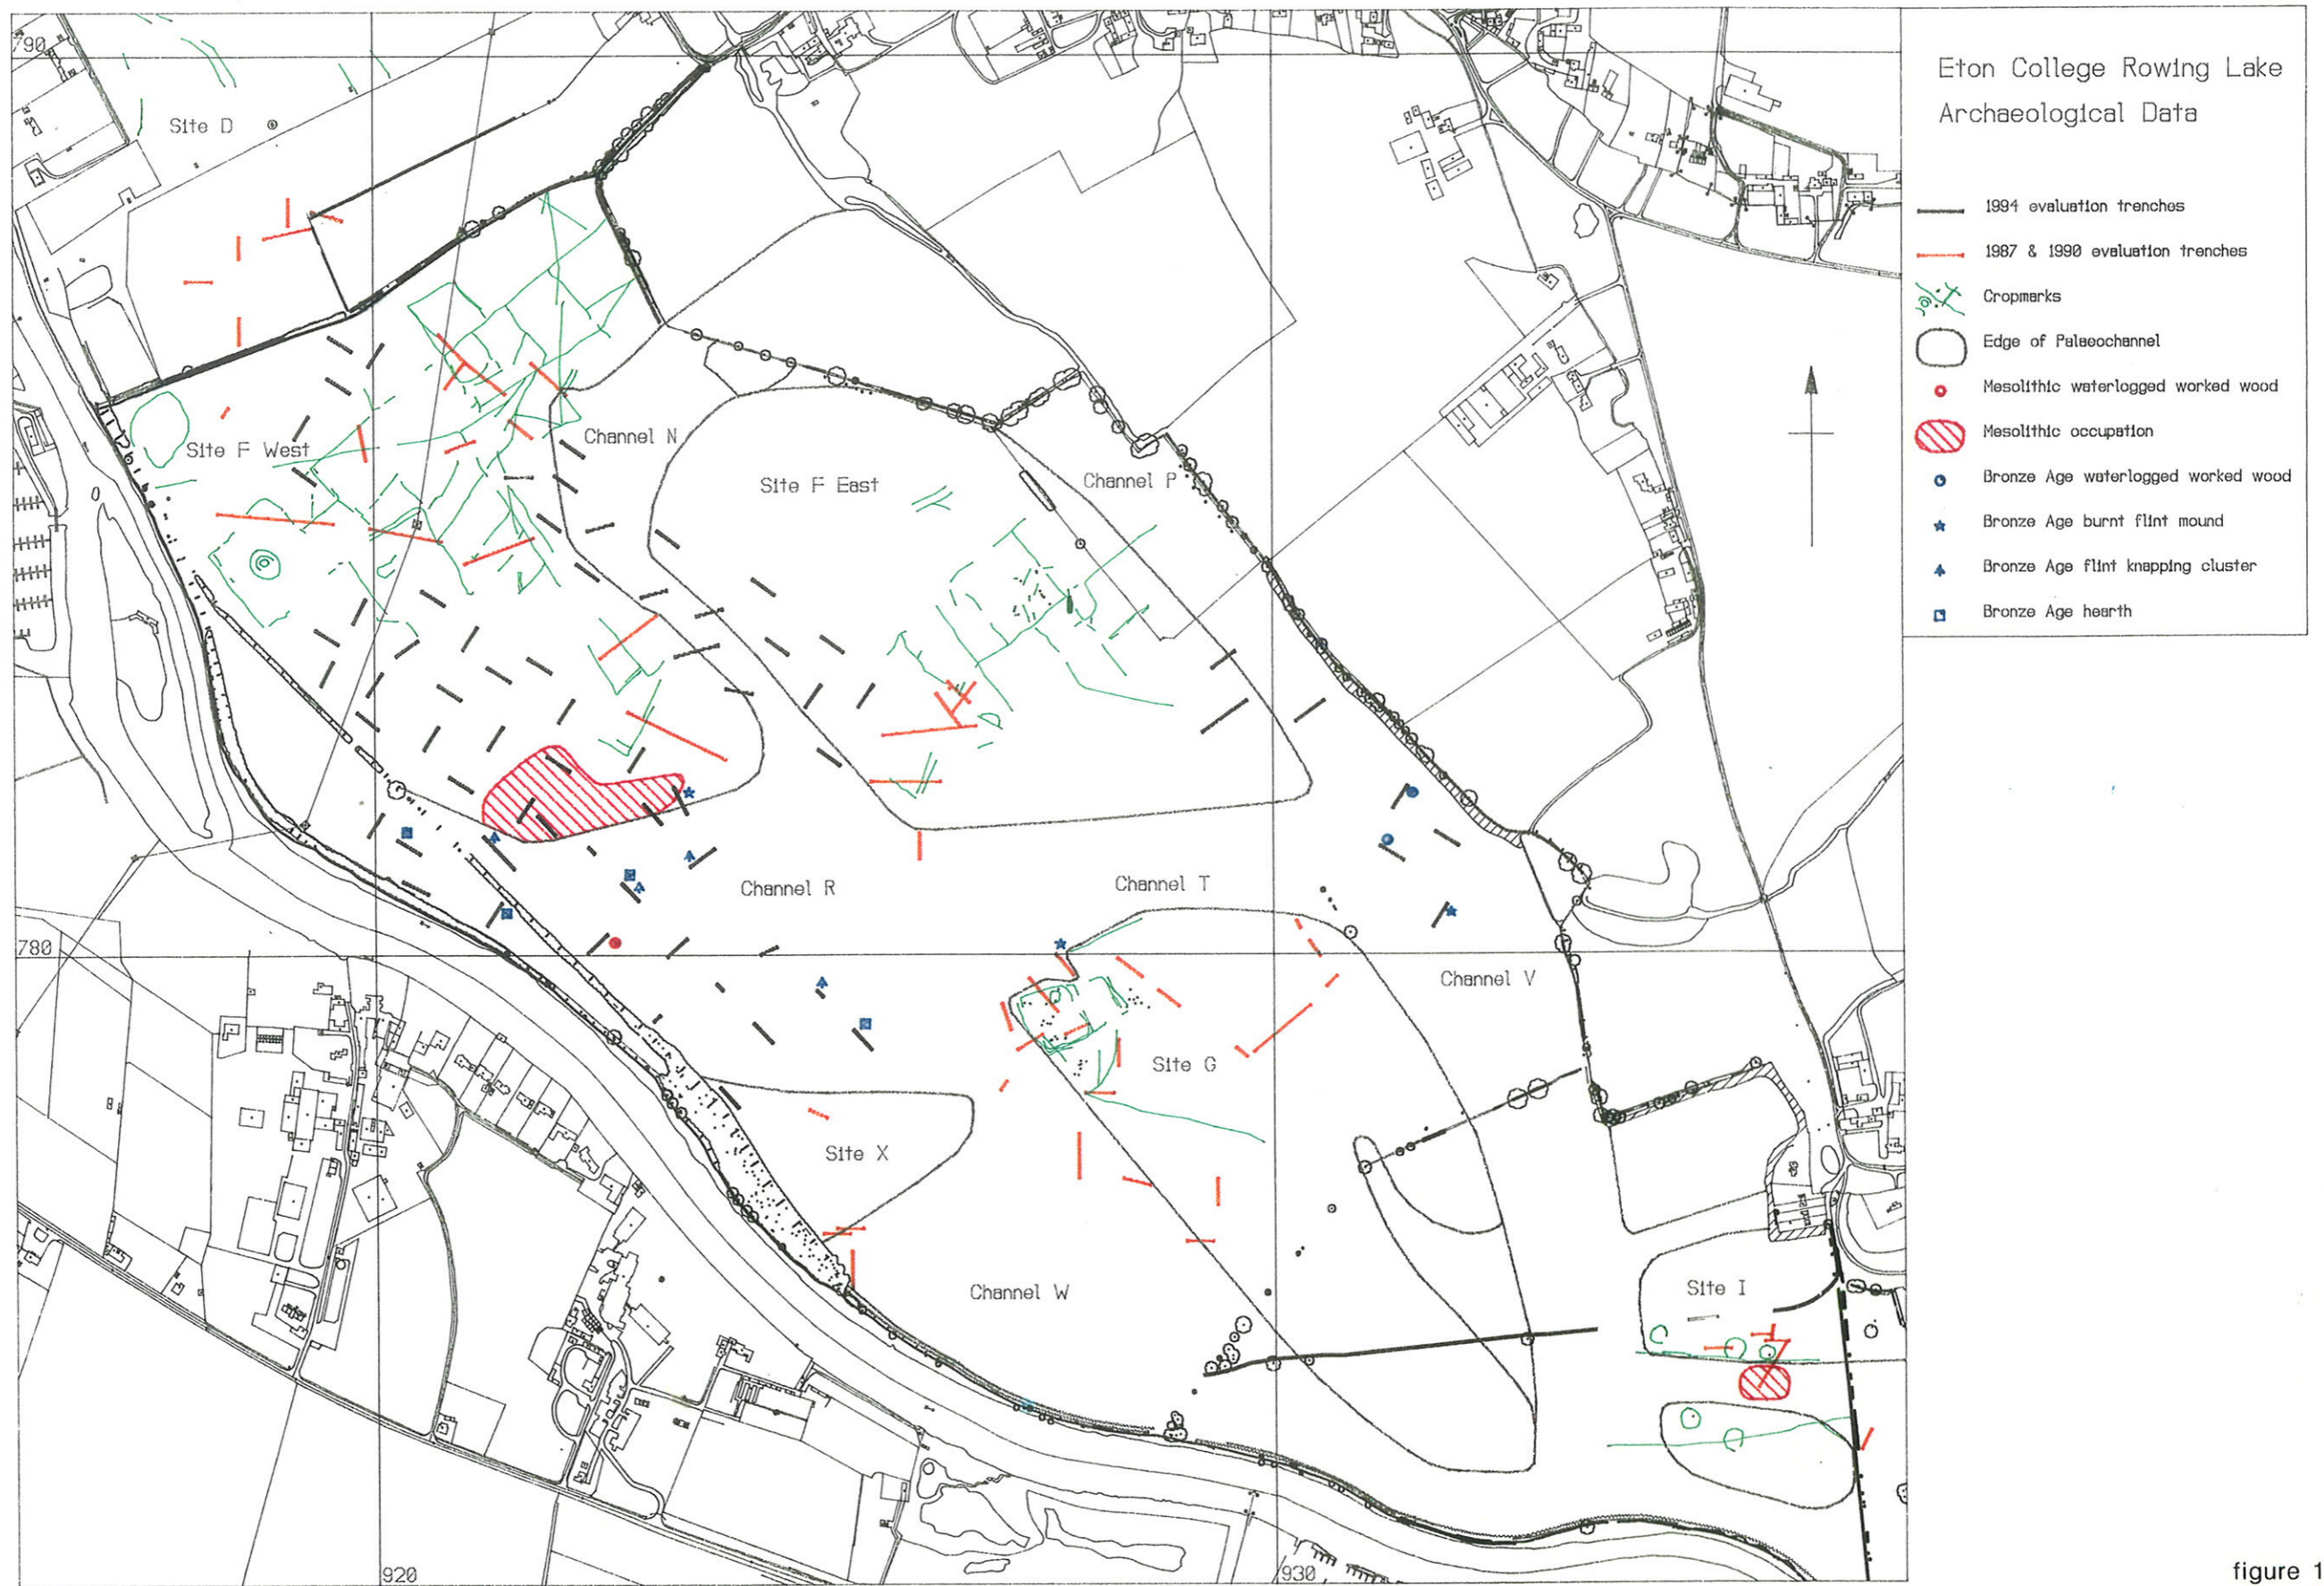 790
Site D
Eton College Rowing Lake
Archaeological Data
1994 evaluation trenches
1987 & 1990 evaluation trenches
Cropmarks
Edge of Palaeochannel
Mesolithic waterlogged worked wood
Mesolithic occupation
Bronze Age waterlogged worked wood
Bronze Age burnt flint mound
Bronze Age flint knapping cluster
Bronze Age hearth
Site F West
Channel N
Site F East
Channel P
Channel R
Channel T
780
Channel V
Site G
Site X
Channel W
Site I
920
930
figure 1